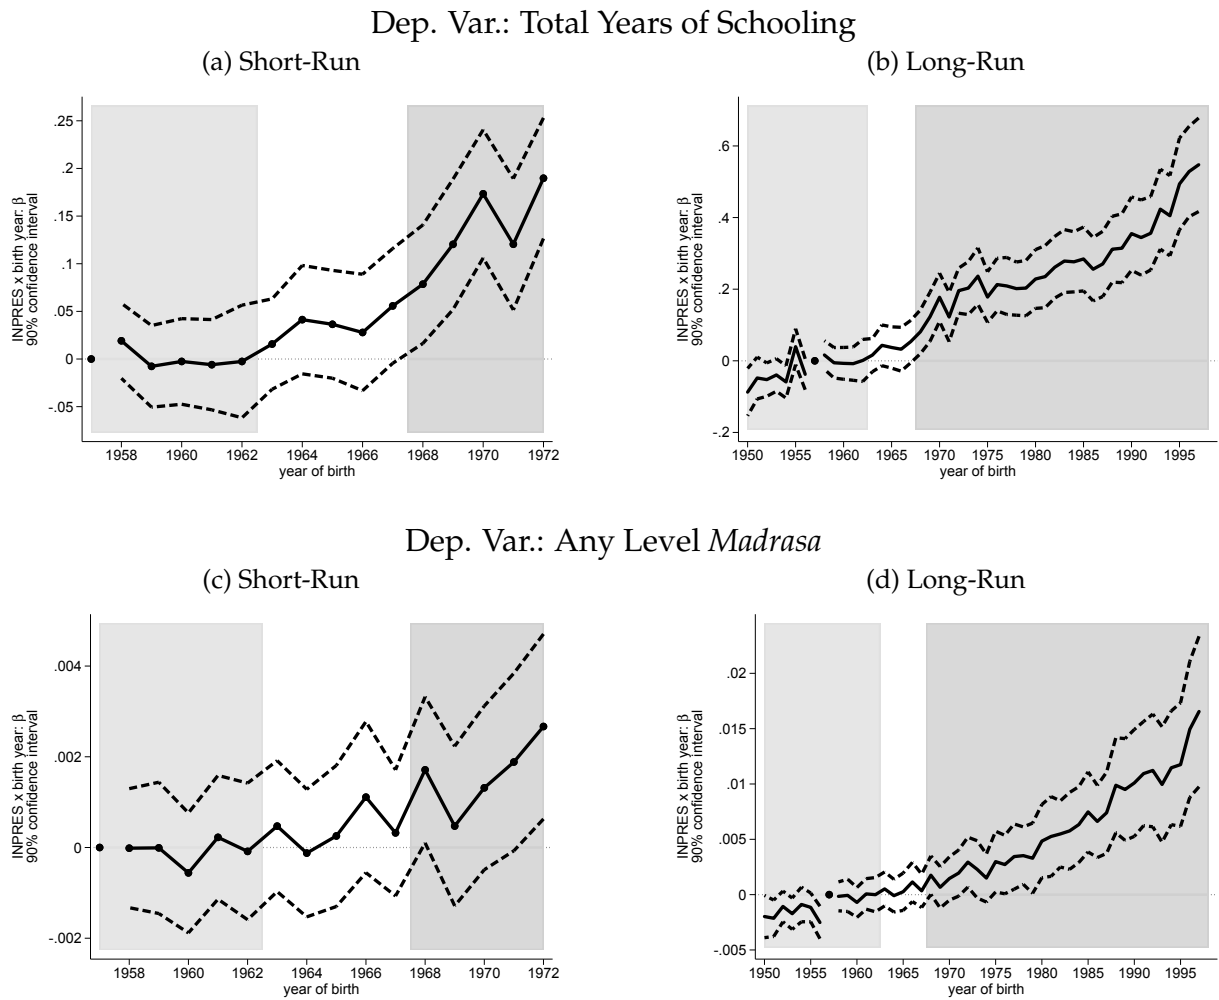 Dep. Var.: Total Years of Schooling
(a) Short-Run
INPRES x birth year: β
90% confidence interval
.25
.2
.15
.1
.05
0
-.05
1958 1960 1962 1964 1966 1968 1970 1972
year of birth
(b) Long-Run
INPRES x birth year: β
90% confidence interval
.6
.4
.2
0
-.2
1950 1955 1960 1965 1970 1975 1980 1985 1990 1995
year of birth
Dep. Var.: Any Level Madrasa
(c) Short-Run
INPRES x birth year: β
90% confidence interval
.004
.002
0
-.002
1958 1960 1962 1964 1966 1968 1970 1972
year of birth
(d) Long-Run
INPRES x birth year: β
90% confidence interval
.02
.015
.01
.005
0
-.005
1950 1955 1960 1965 1970 1975 1980 1985 1990 1995
year of birth